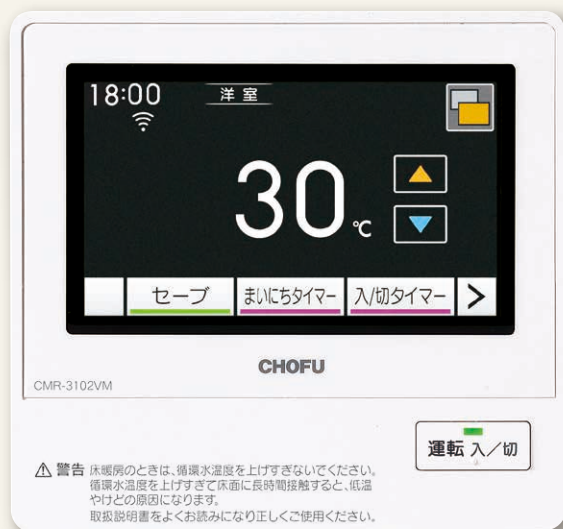 18:00
洋室
30
℃
セーブ
まいにちタイマー
入/切タイマー
>
CHOFU
CMR-3102VM
運転 入/切
⚠ 警告 床暖房のときは、循環水温度を上げすぎないでください。
循環水温度を上げすぎて床面に長時間接触すると、低温
やけどの原因になります。
取扱説明書をよくお読みになり正しくご使用ください。